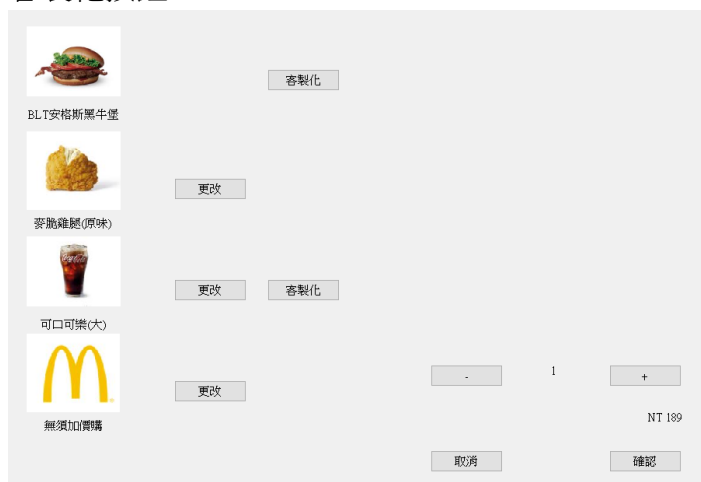 客製化
BLT安格斯黑牛堡
更改
麥脆雞腿(原味)
Coca-Cola
更改 客製化
可口可樂(大)
更改
- 1 +
無須加價購
NT 189
取消 確認